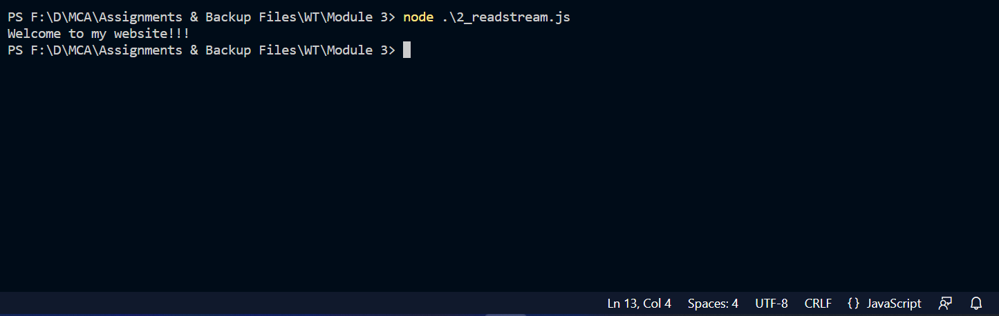 PS F:\D\MCA\Assignments & Backup Files\WT\Module 3> node .\2_readstream.js
Welcome to my website!!!
PS F:\D\MCA\Assignments & Backup Files\WT\Module 3>
Ln 13, Col 4 Spaces: 4 UTF-8 CRLF {} JavaScript